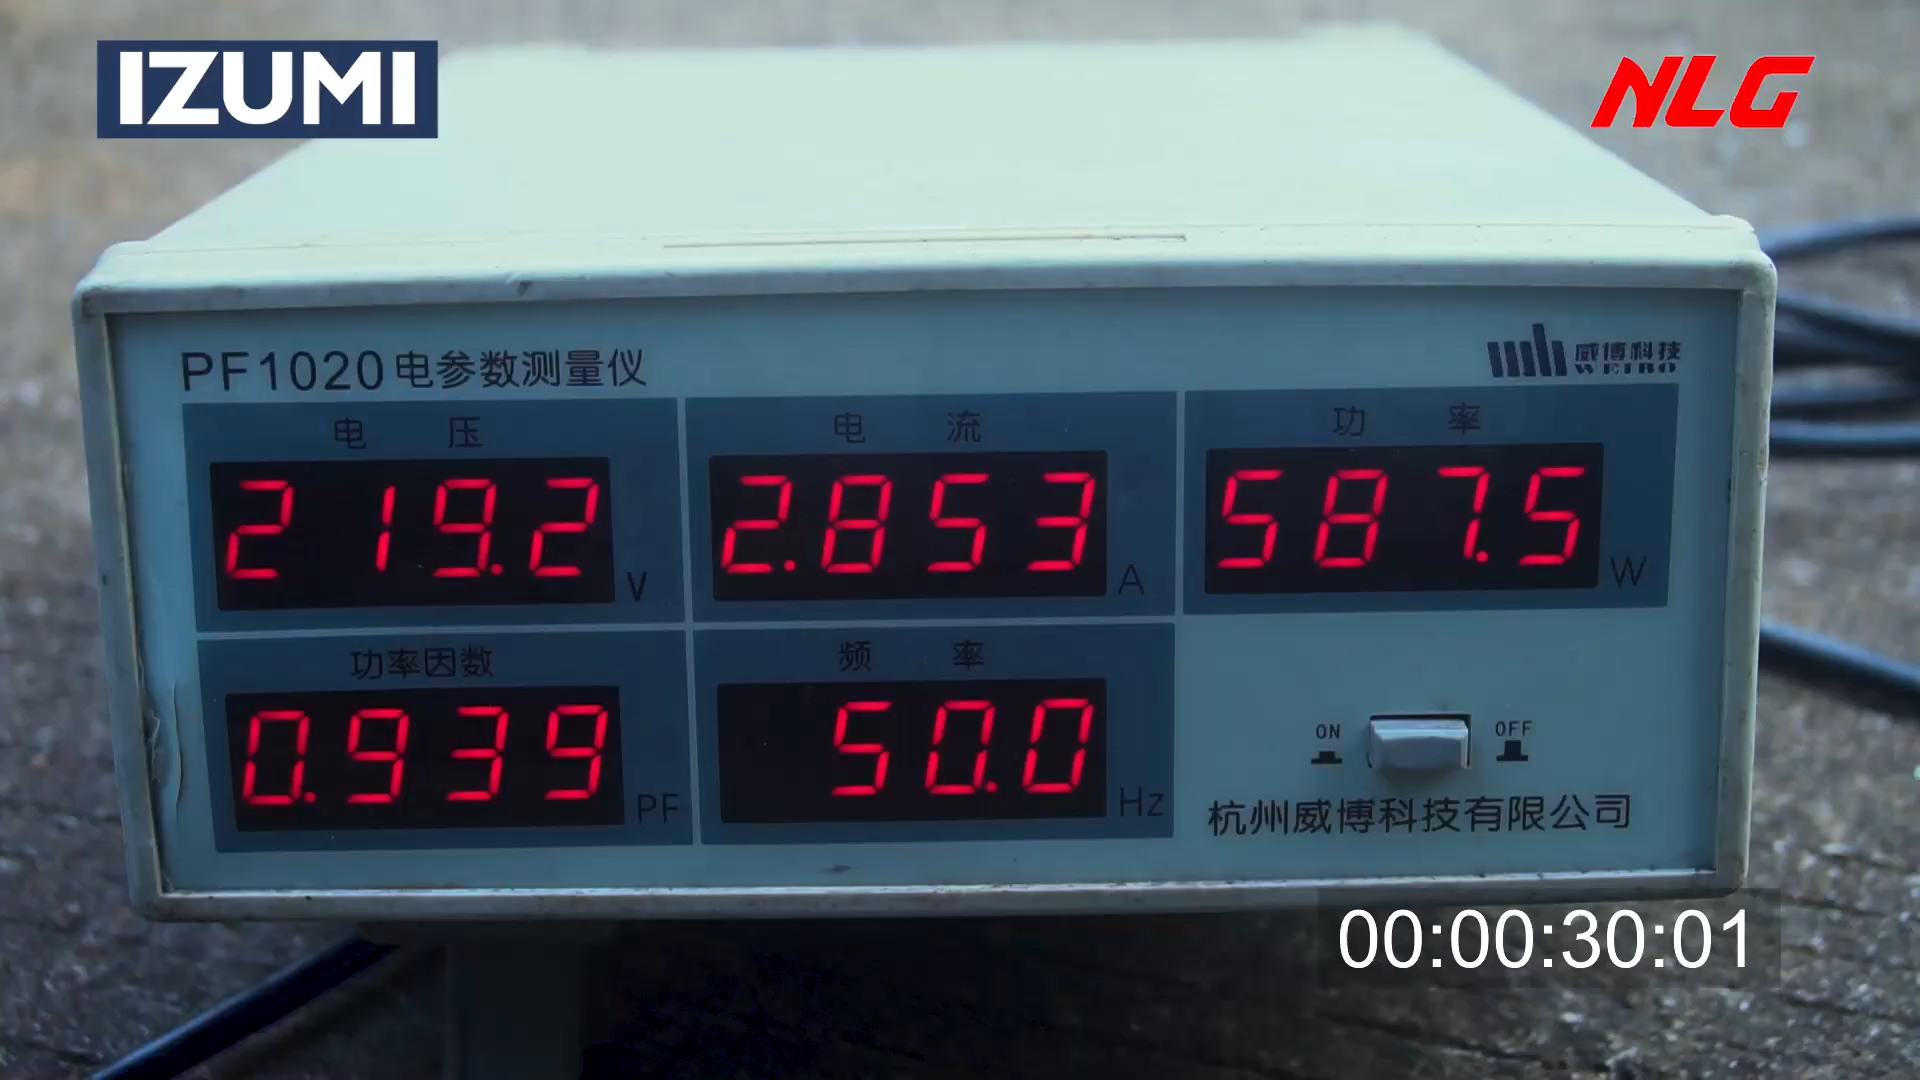 IZUMI
NLG
PF1020电参数测量仪
威博科技
WEIBO
电 压
219.2 V
电 流
2.853 A
功 率
587.5 W
功率因数
0.939 PF
频 率
50.0 Hz
ON
OFF
杭州威博科技有限公司
00:00:30:01